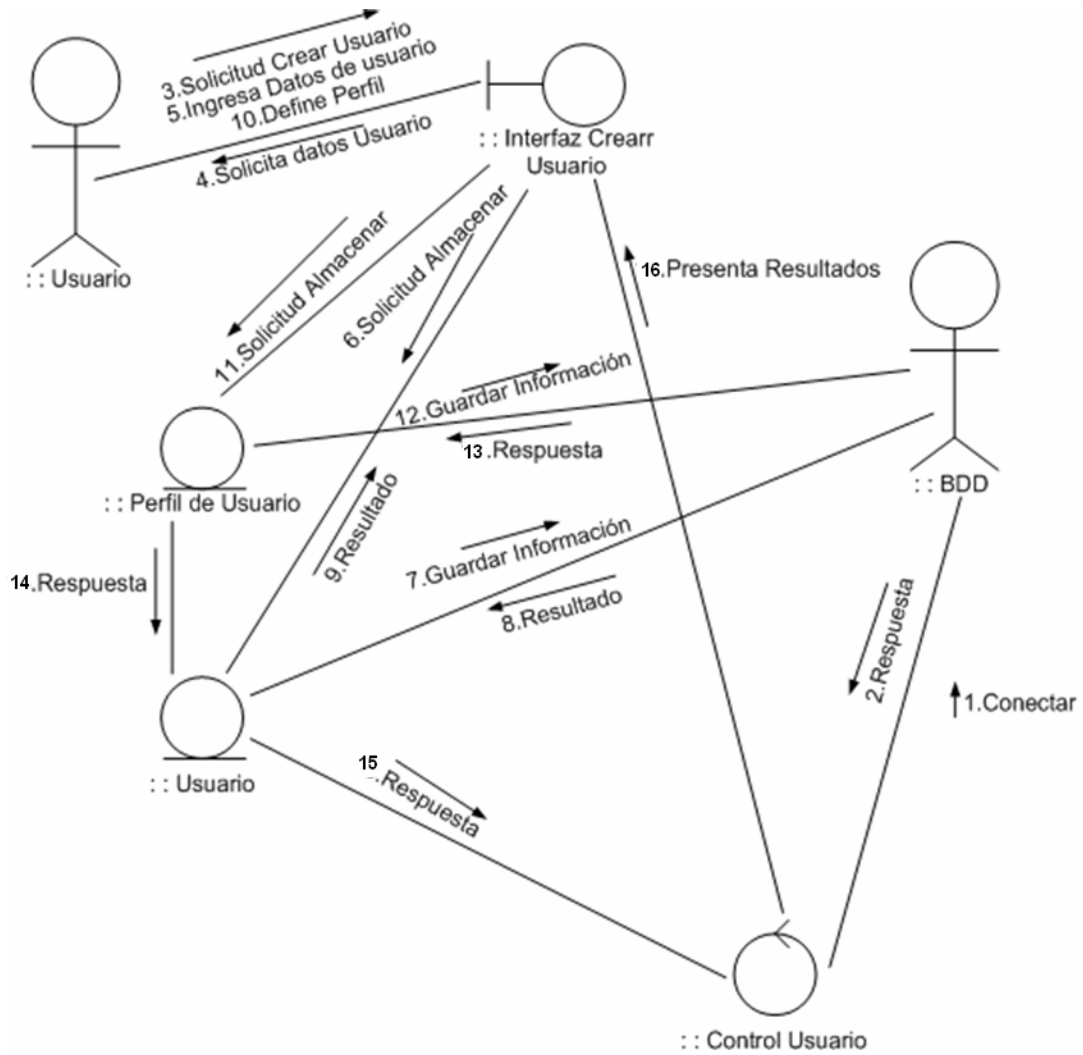 3.Solicitud Crear Usuario
5.Ingresa Datos de usuario
10.Define Perfil
4.Solicita datos Usuario
: : Interfaz Crearr
Usuario
: : Usuario
11.Solicitud Almacenar
6.Solicitud Almacenar
16.Presenta Resultados
12.Guardar Información
13.Respuesta
: : BDD
: : Perfil de Usuario
9.Resultado
7.Guardar Información
8.Resultado
14.Respuesta
2.Respuesta
1.Conectar
: : Usuario
15.Respuesta
: : Control Usuario